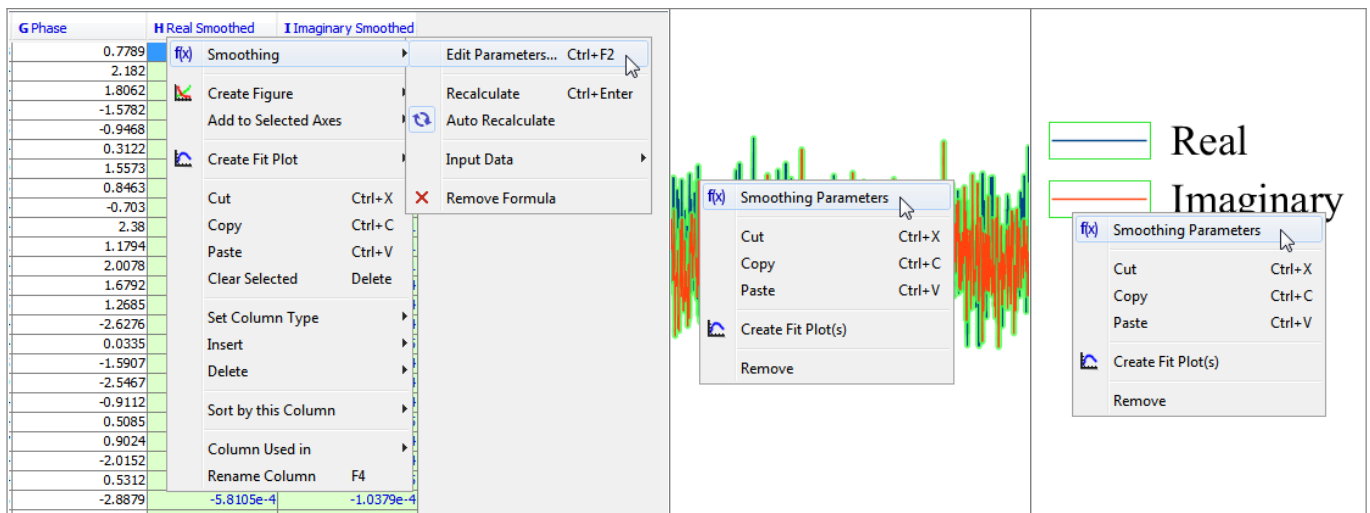 G Phase H Real Smoothed I Imaginary Smoothed
0.7789
2.182
1.8062
-1.5782
-0.9468
0.3122
1.5573
0.8463
-0.703
2.38
1.1794
2.0078
1.6792
1.2685
-2.6276
0.0335
-1.5907
-2.5467
-0.9112
0.5085
0.9024
-2.0152
0.5312
-2.8879 -5.8105e-4 -1.0379e-4
f(x) Smoothing
Create Figure
Add to Selected Axes
Create Fit Plot
Cut Ctrl+X
Copy Ctrl+C
Paste Ctrl+V
Clear Selected Delete
Set Column Type
Insert
Delete
Sort by this Column
Column Used in
Rename Column F4
Edit Parameters... Ctrl+F2
Recalculate Ctrl+Enter
Auto Recalculate
Input Data
Remove Formula
f(x) Smoothing Parameters
Cut Ctrl+X
Copy Ctrl+C
Paste Ctrl+V
Create Fit Plot(s)
Remove
Real
Imaginary
f(x) Smoothing Parameters
Cut Ctrl+X
Copy Ctrl+C
Paste Ctrl+V
Create Fit Plot(s)
Remove